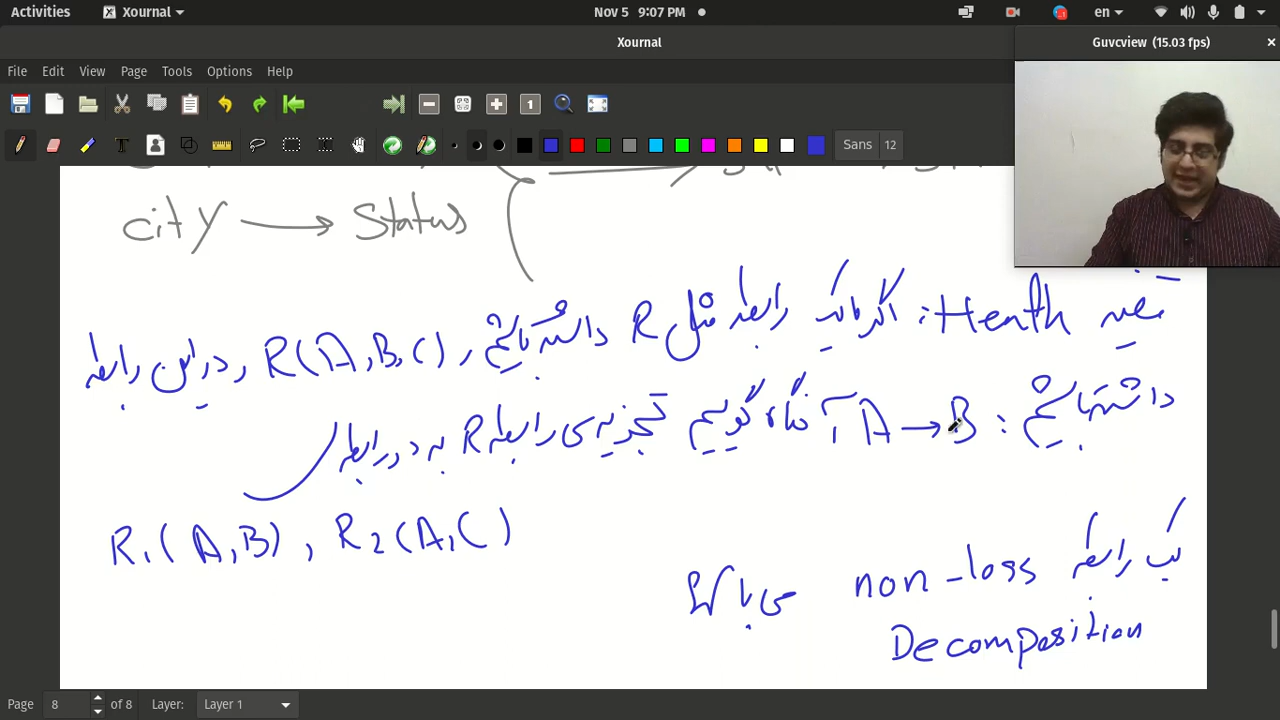 Activities Xournal Nov 5 9:07 PM en
Xournal
Guvcview (15.03 fps)
File Edit View Page Tools Options Help
Sans 12
city → Status
قضیه Heath: اگر ما یک رابطه مثل R داشته باشیم, R(A,B,C) و در این رابطه
داشته باشیم: A → B آنگاه گوییم تجزیه‌ی رابطه R به دو رابطه
R1(A,B), R2(A,C)
یک رابطه non-loss می باشد
Decomposition
Page 8 of 8 Layer: Layer 1